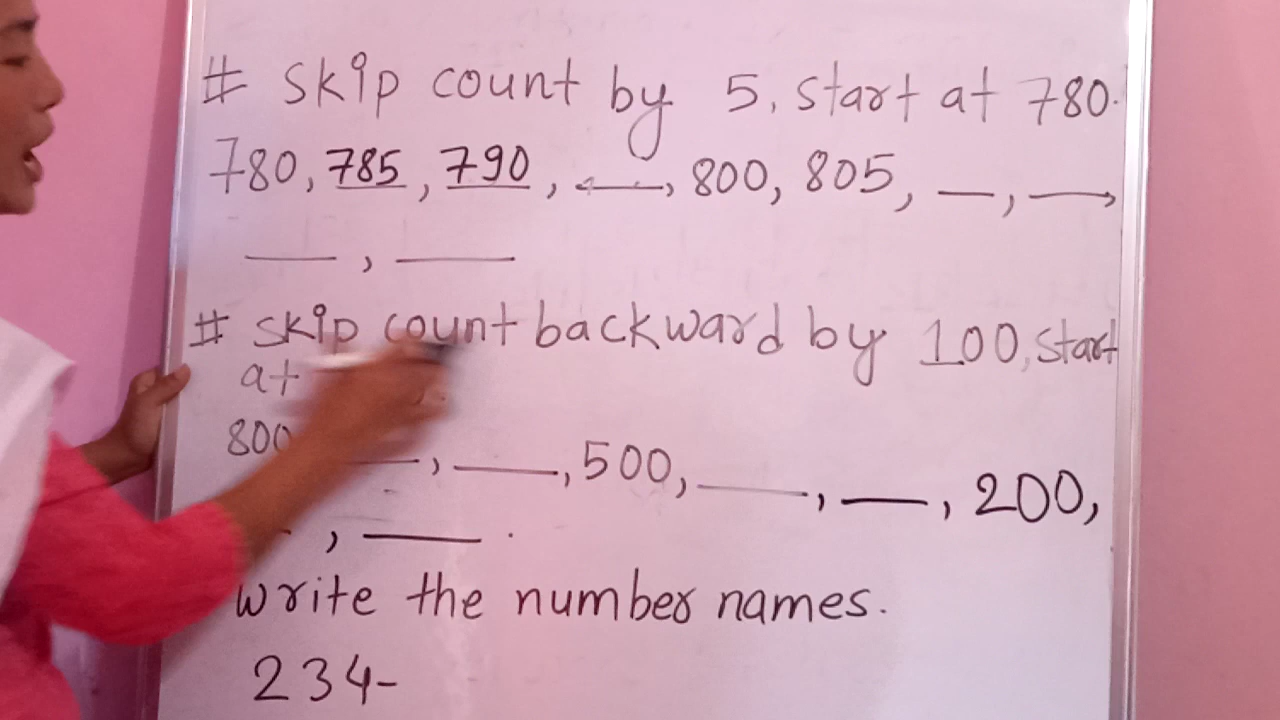 # skip count by 5, start at 780.
780, 785, 790, ___, 800, 805, ___, ___
___, ___
# skip count backward by 100, start
at
800 ___, ___, 500, ___, ___, 200,
, ___.
write the number names.
234-